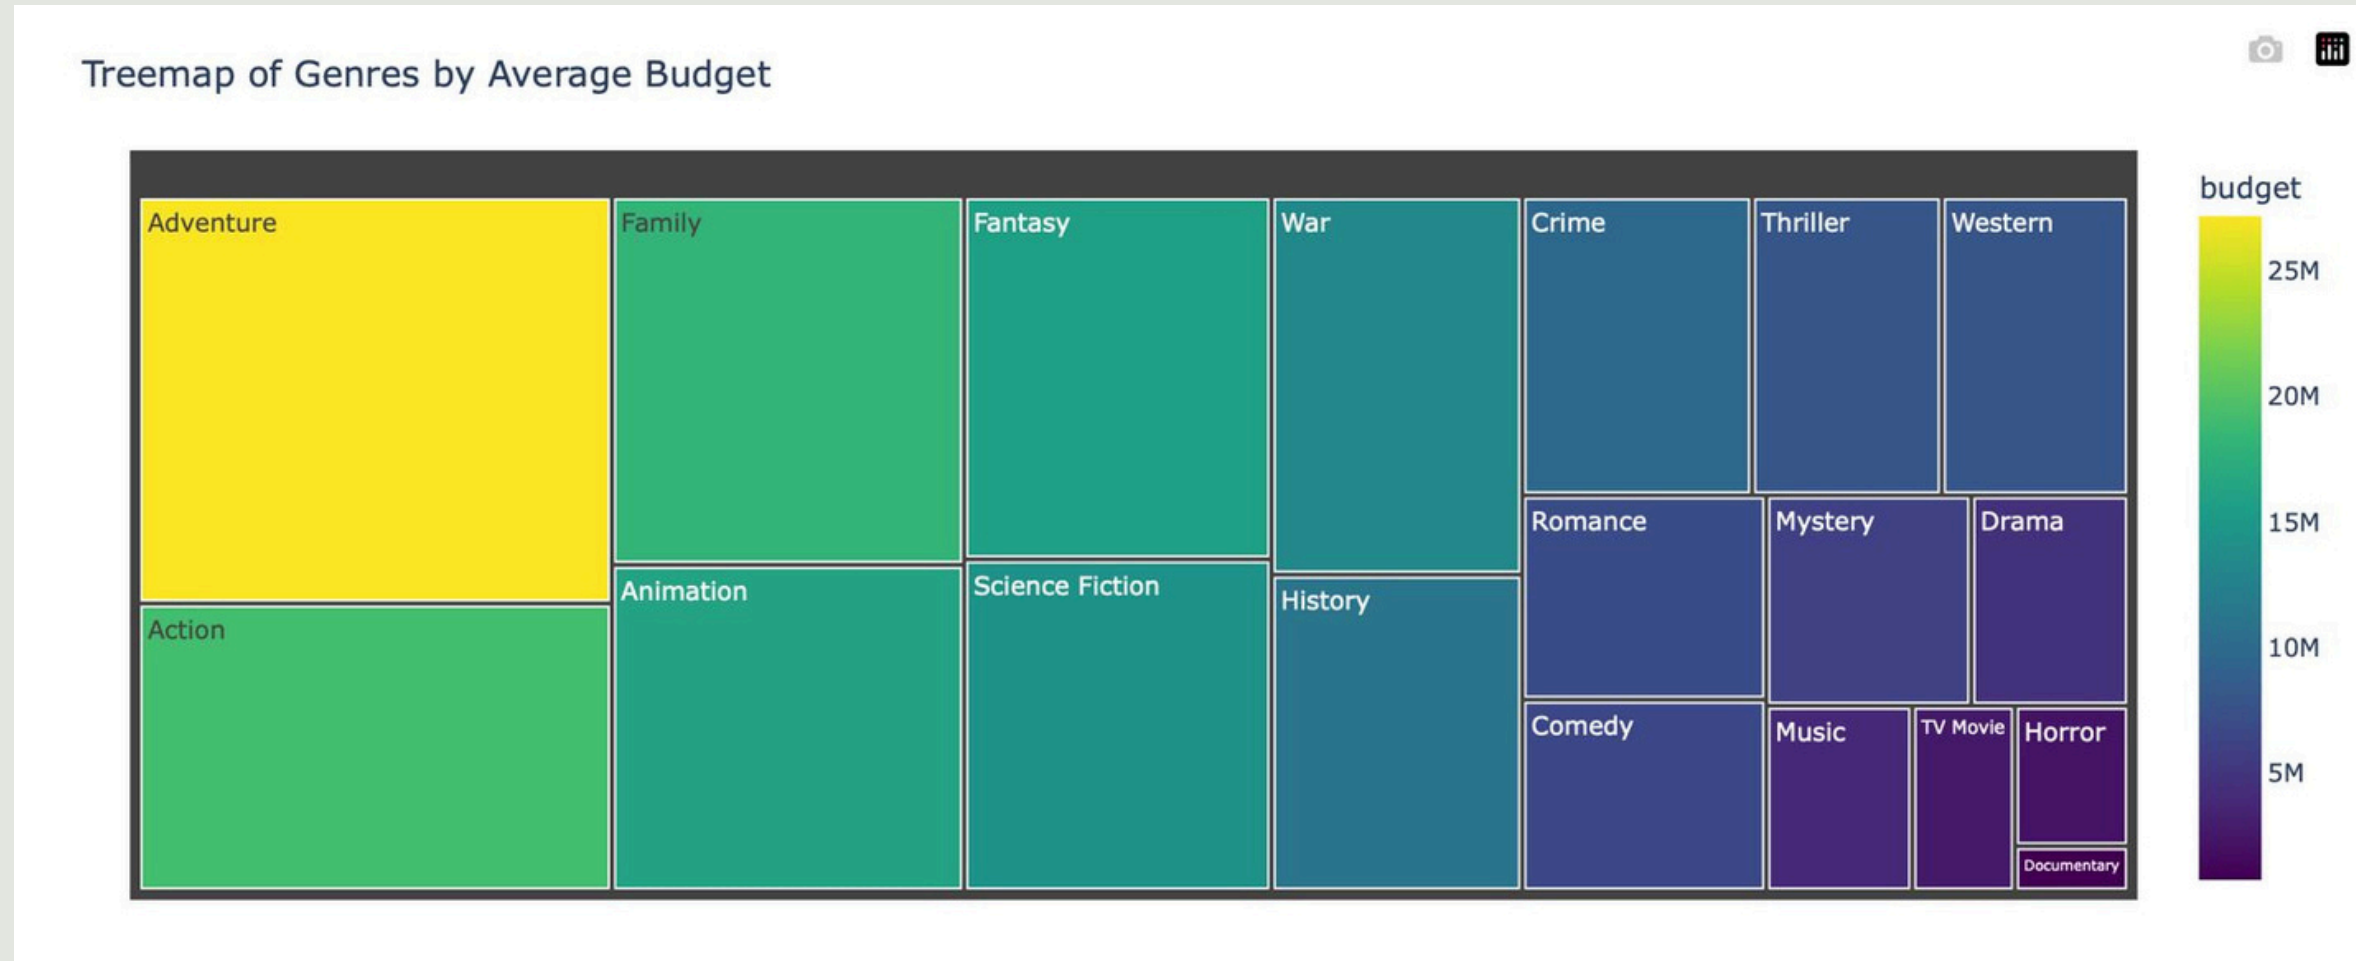 Treemap of Genres by Average Budget
budget
Adventure
Family
Fantasy
War
Crime
Thriller
Western
25M
20M
15M
10M
5M
Romance
Mystery
Drama
Animation
Science Fiction
History
Action
Comedy
Music
TV Movie
Horror
Documentary